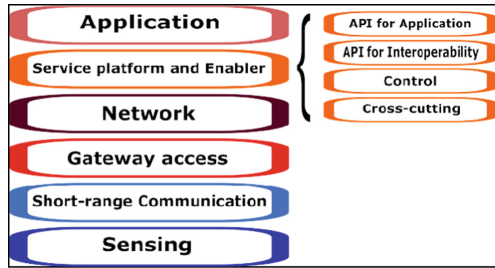 Application
Service platform and Enabler
Network
Gateway access
Short-range Communication
Sensing
API for Application
API for Interoperability
Control
Cross-cutting